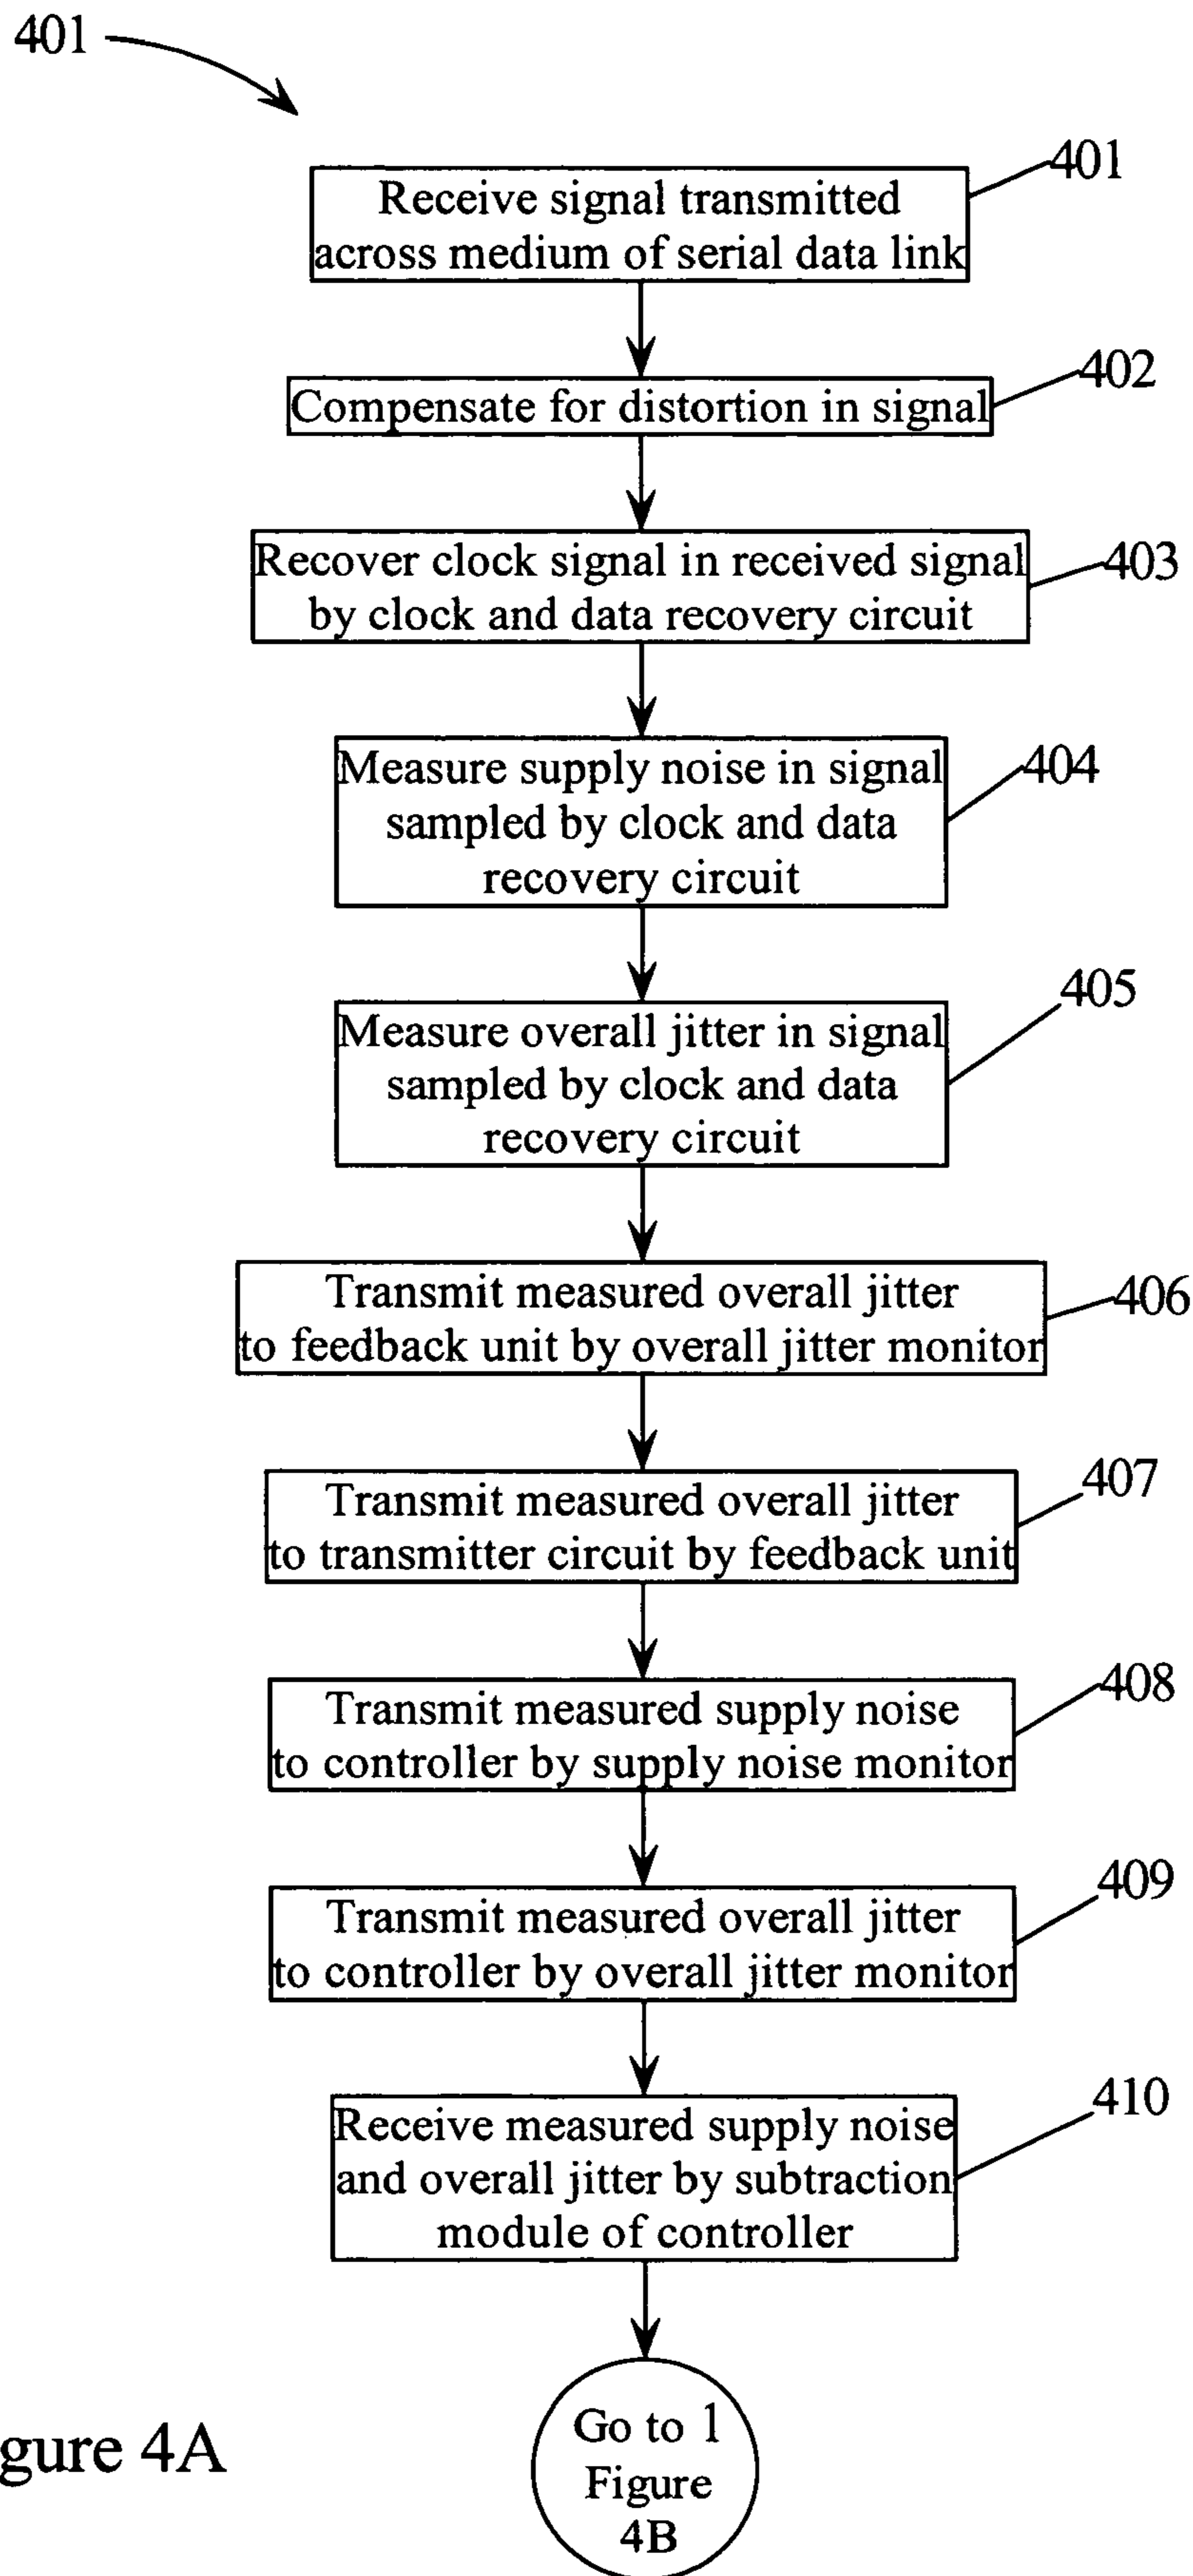 401
401
Receive signal transmitted
across medium of serial data link
402
Compensate for distortion in signal
403
Recover clock signal in received signal
by clock and data recovery circuit
404
Measure supply noise in signal
sampled by clock and data
recovery circuit
405
Measure overall jitter in signal
sampled by clock and data
recovery circuit
406
Transmit measured overall jitter
to feedback unit by overall jitter monitor
407
Transmit measured overall jitter
to transmitter circuit by feedback unit
408
Transmit measured supply noise
to controller by supply noise monitor
409
Transmit measured overall jitter
to controller by overall jitter monitor
410
Receive measured supply noise
and overall jitter by subtraction
module of controller
Go to 1
Figure
4B
gure 4A